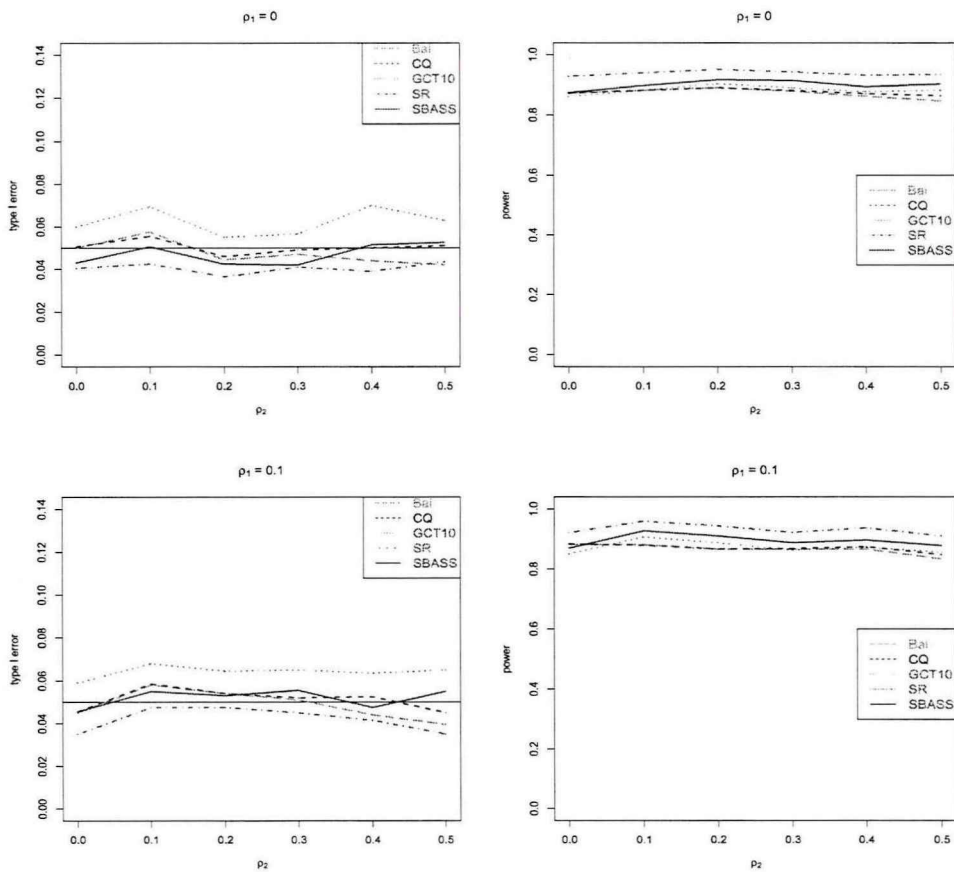 ρ₁ = 0
type I error
0.00
0.02
0.04
0.06
0.08
0.10
0.12
0.14
Bai
CQ
GCT10
SR
SBASS
0.0 0.1 0.2 0.3 0.4 0.5
ρ₂
ρ₁ = 0
power
0.0
0.2
0.4
0.6
0.8
1.0
Bai
CQ
GCT10
SR
SBASS
0.0 0.1 0.2 0.3 0.4 0.5
ρ₂
ρ₁ = 0.1
type I error
0.00
0.02
0.04
0.06
0.08
0.10
0.12
0.14
Bai
CQ
GCT10
SR
SBASS
0.0 0.1 0.2 0.3 0.4 0.5
ρ₂
ρ₁ = 0.1
power
0.0
0.2
0.4
0.6
0.8
1.0
Bai
CQ
GCT10
SR
SBASS
0.0 0.1 0.2 0.3 0.4 0.5
ρ₂